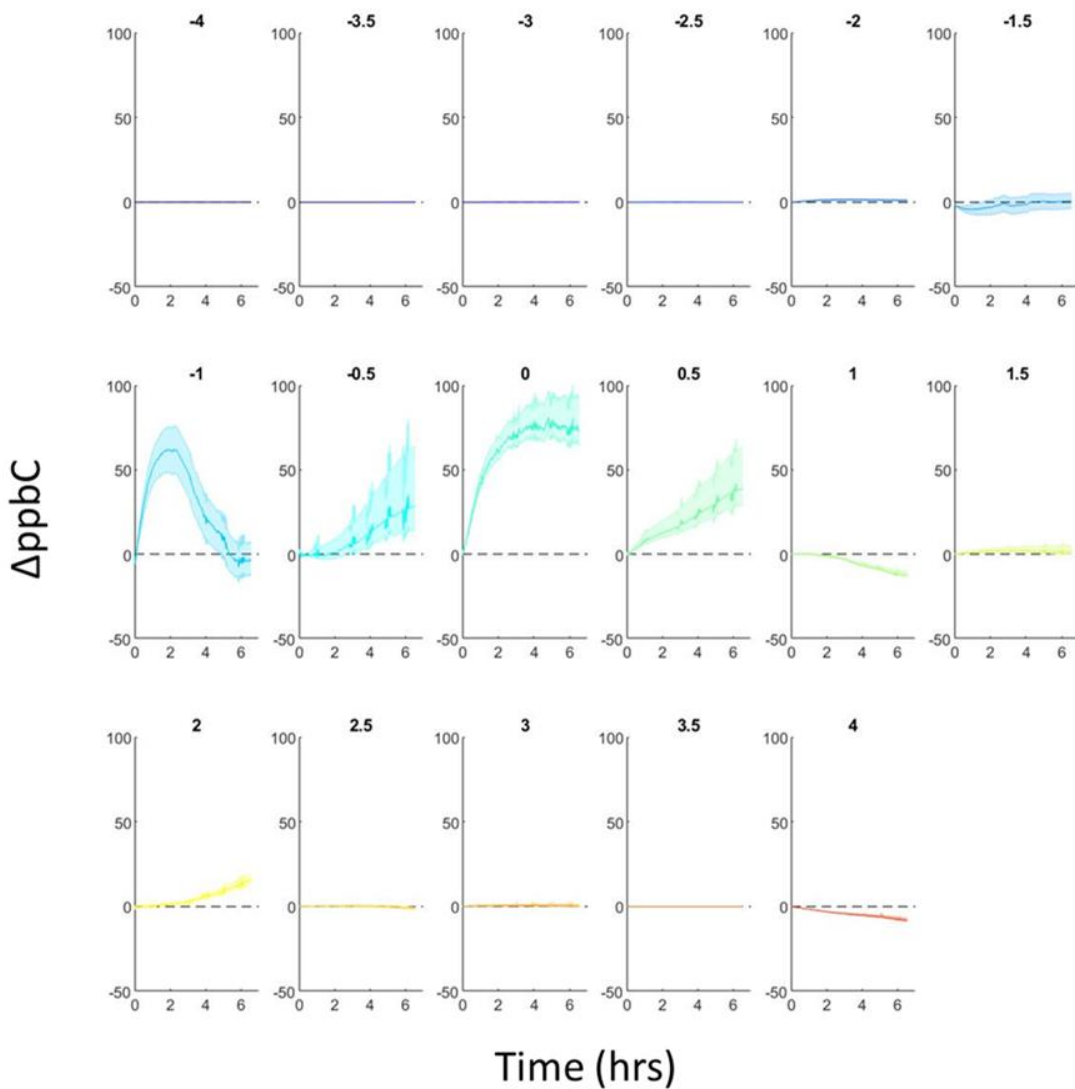 -4 -3.5 -3 -2.5 -2 -1.5
100 100 100 100 100 100
50 50 50 50 50 50
0 0 0 0 0 0
-50 -50 -50 -50 -50 -50
0 2 4 6 0 2 4 6 0 2 4 6 0 2 4 6 0 2 4 6 0 2 4 6
-1 -0.5 0 0.5 1 1.5
100 100 100 100 100 100
50 50 50 50 50 50
0 0 0 0 0 0
-50 -50 -50 -50 -50 -50
0 2 4 6 0 2 4 6 0 2 4 6 0 2 4 6 0 2 4 6 0 2 4 6
ΔppbC
2 2.5 3 3.5 4
100 100 100 100 100
50 50 50 50 50
0 0 0 0 0
-50 -50 -50 -50 -50
0 2 4 6 0 2 4 6 0 2 4 6 0 2 4 6 0 2 4 6
Time (hrs)